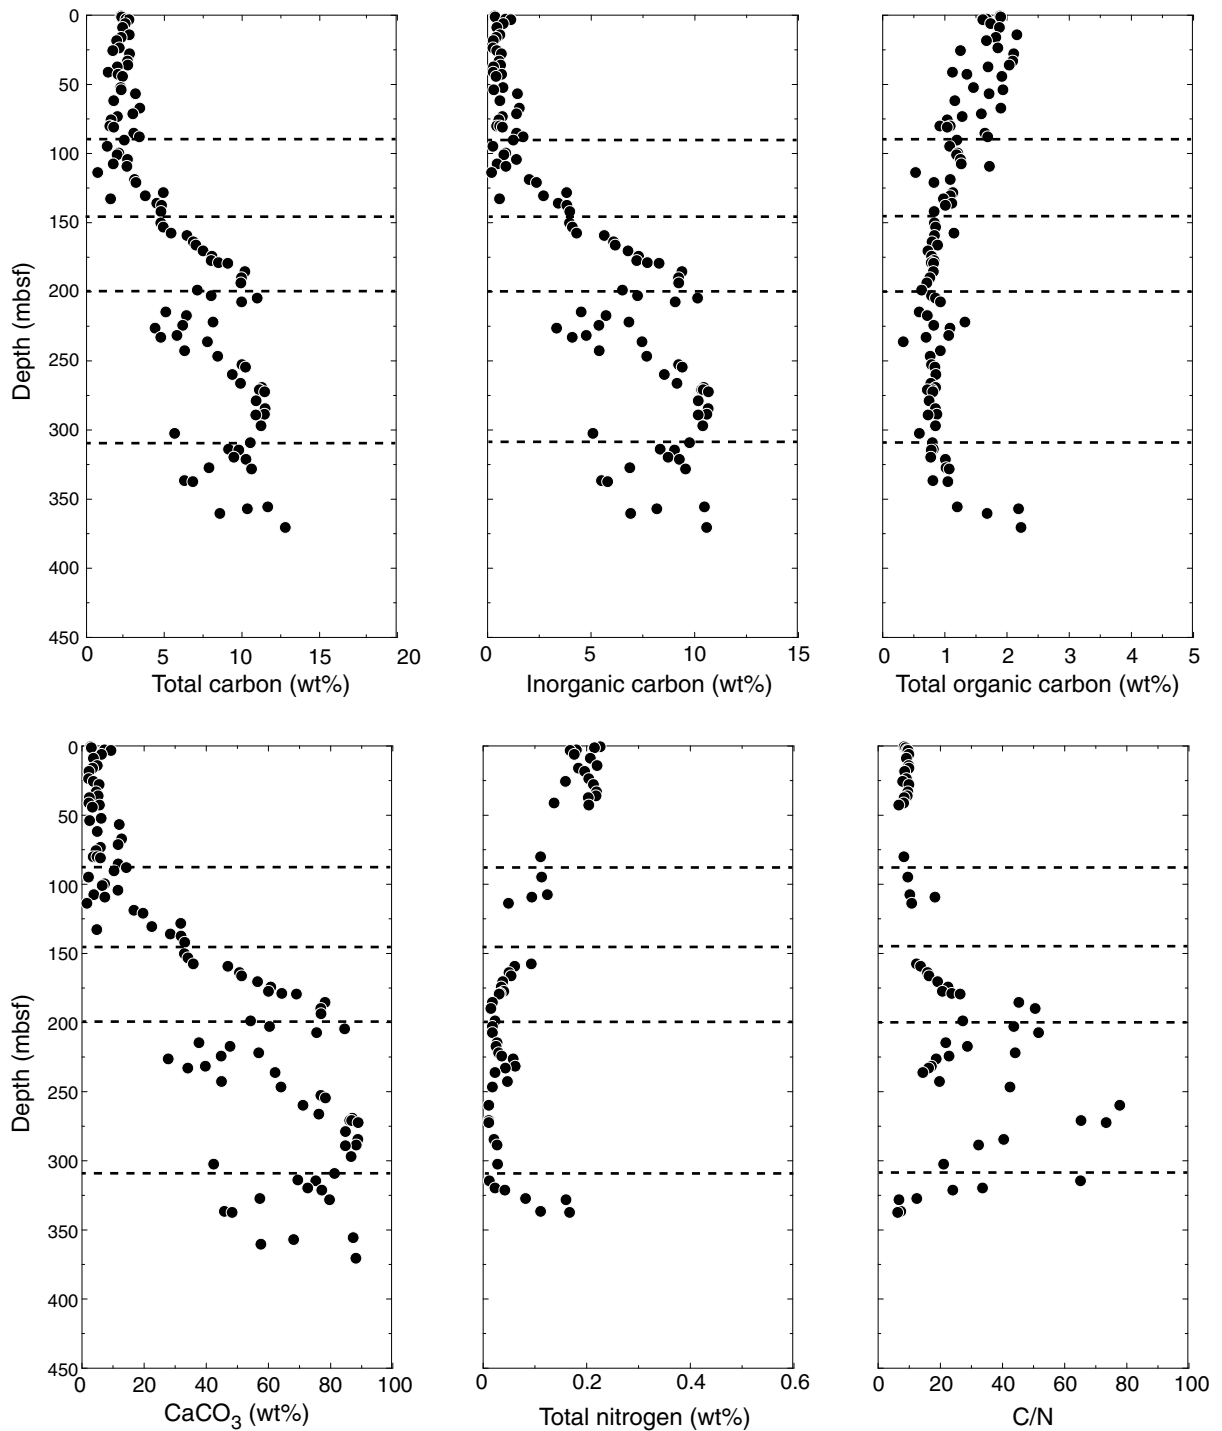 0
50
100
150
200
250
300
350
400
450
Depth (mbsf)
0 5 10 15 20
Total carbon (wt%)
0 5 10 15
Inorganic carbon (wt%)
0 1 2 3 4 5
Total organic carbon (wt%)
0
50
100
150
200
250
300
350
400
450
Depth (mbsf)
0 20 40 60 80 100
CaCO3 (wt%)
0 0.2 0.4 0.6
Total nitrogen (wt%)
0 20 40 60 80 100
C/N